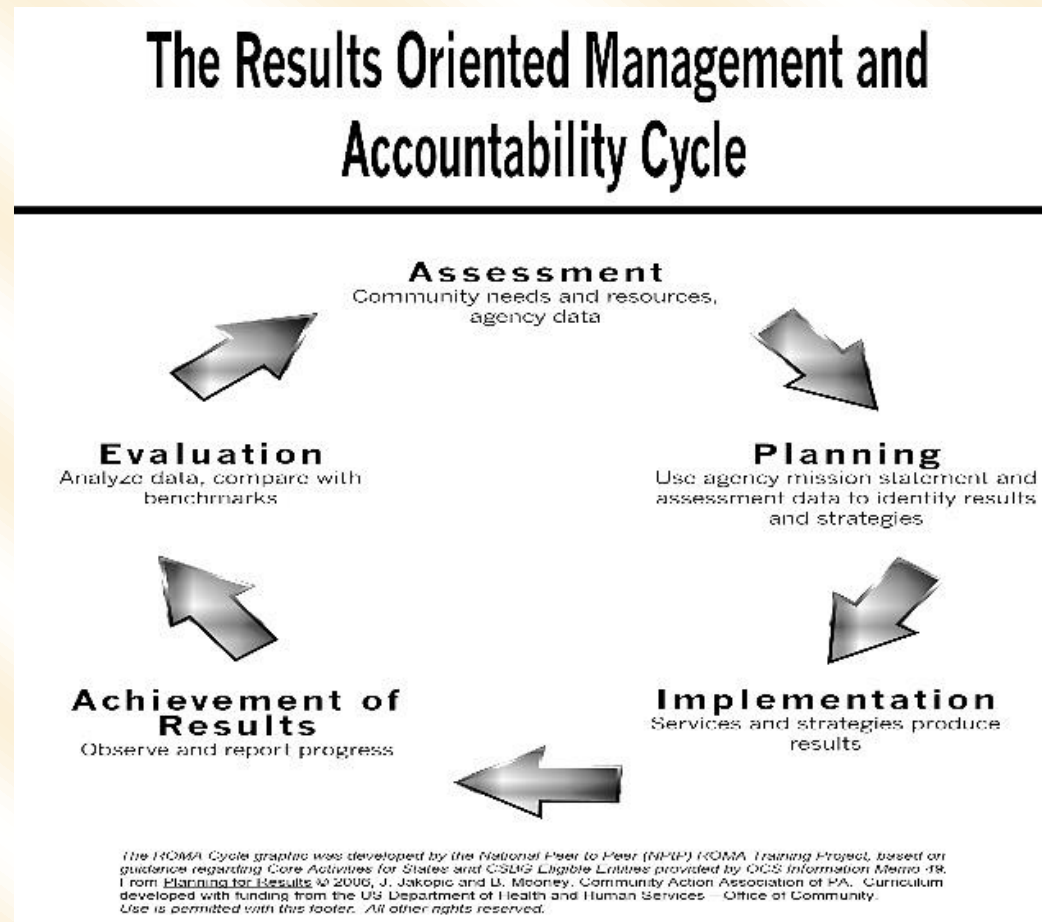 The Results Oriented Management and
Accountability Cycle
Assessment
Community needs and resources,
agency data
Evaluation
Analyze data, compare with
benchmarks
Planning
Use agency mission statement and
assessment data to identify results
and strategies
Achievement of
Results
Observe and report progress
Implementation
Services and strategies produce
results
The ROMA Cycle graphic was developed by the National Peer to Peer (NPtP) ROMA Training Project, based on
guidance regarding Core Activities for States and CSBG Eligible Entities provided by OCS Information Memo 49.
From Planning for Results © 2006, J. Jakopic and B. Mooney, Community Action Association of PA. Curriculum
developed with funding from the US Department of Health and Human Services – Office of Community.
Use is permitted with this footer. All other rights reserved.